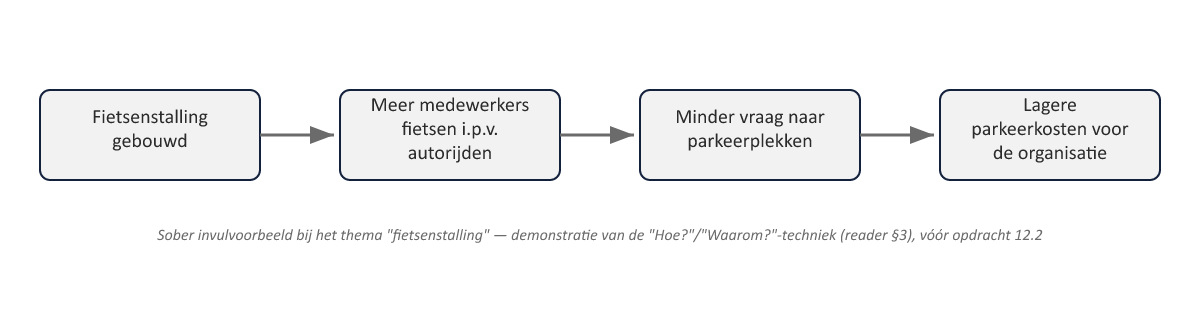 Fietsenstalling
gebouwd
Meer medewerkers
fietsen i.p.v.
autorijden
Minder vraag naar
parkeerplekken
Lagere
parkeerkosten voor
de organisatie
Sober invulvoorbeeld bij het thema "fietsenstalling" — demonstratie van de "Hoe?"/"Waarom?"-techniek (reader §3), vóór opdracht 12.2